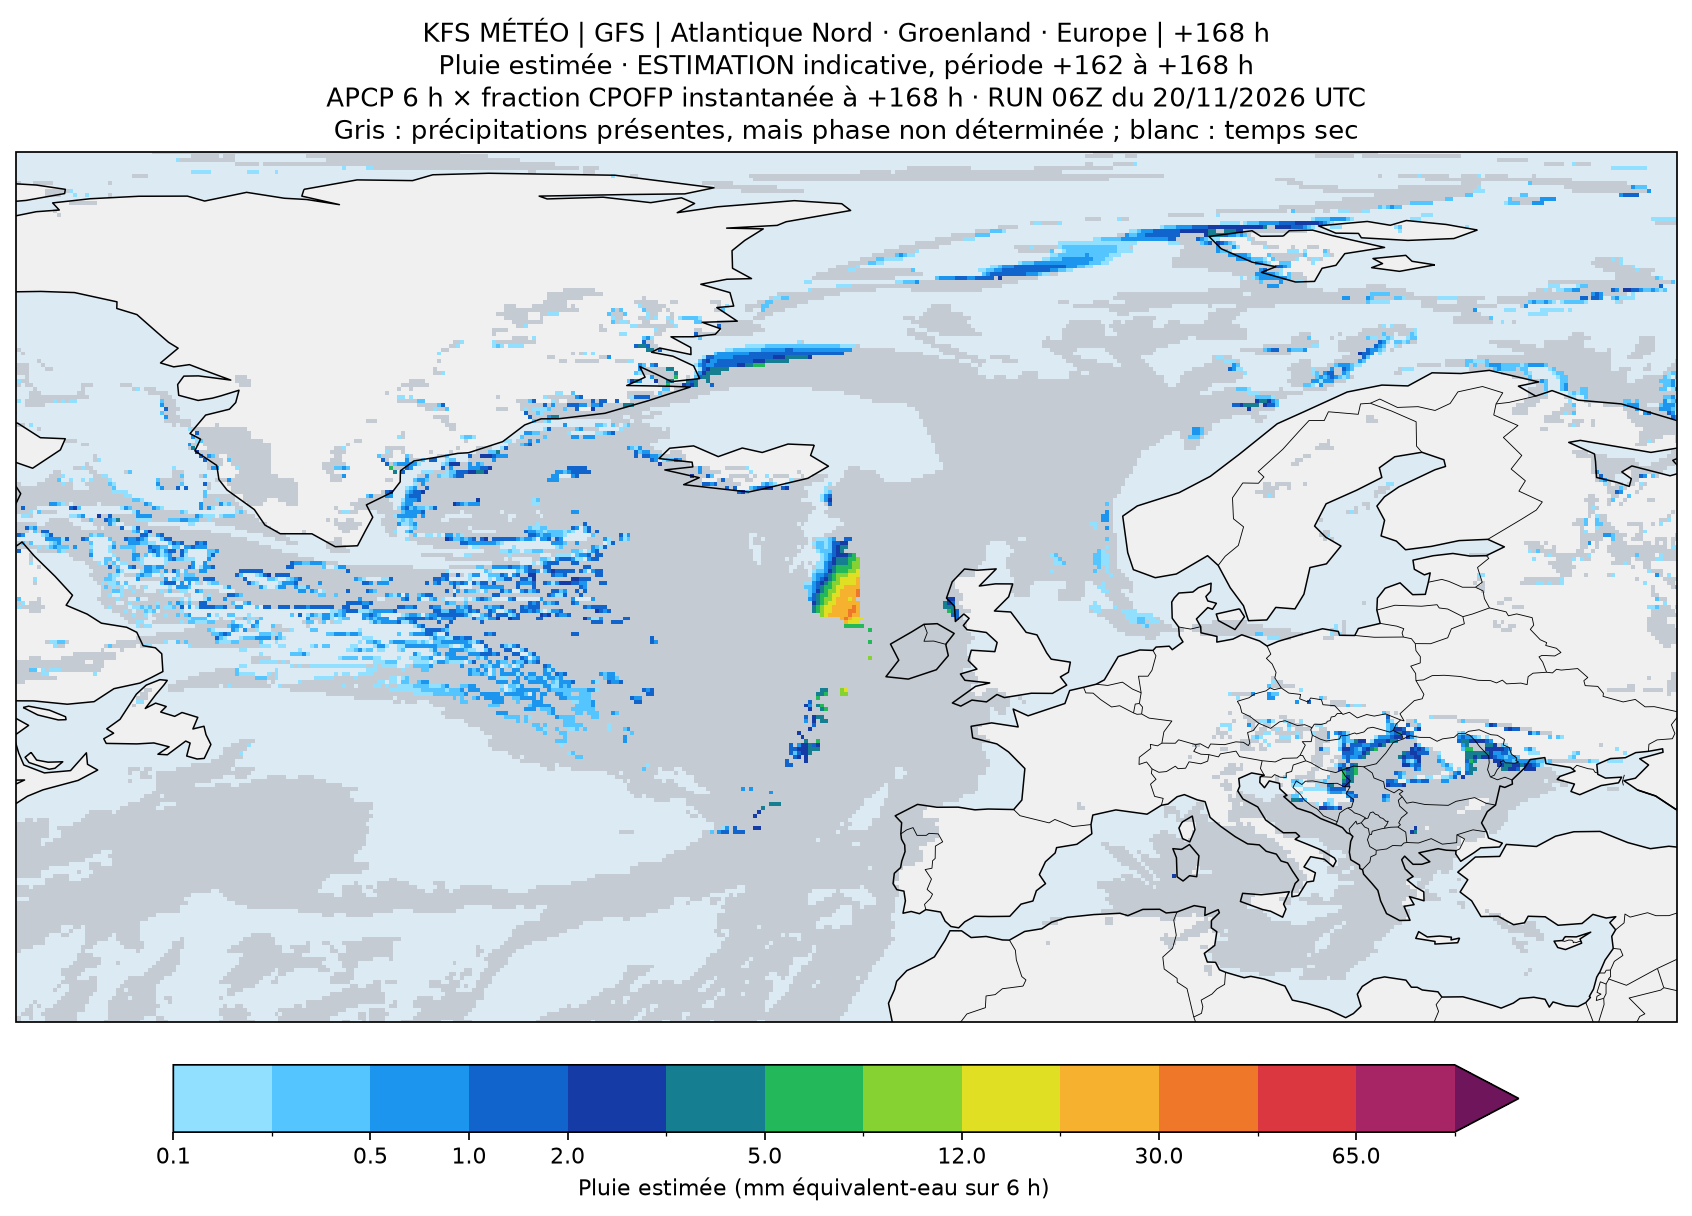 KFS MÉTÉO | GFS | Atlantique Nord · Groenland · Europe | +168 h
Pluie estimée · ESTIMATION indicative, période +162 à +168 h
APCP 6 h × fraction CPOFP instantanée à +168 h · RUN 06Z du 20/11/2026 UTC
Gris : précipitations présentes, mais phase non déterminée ; blanc : temps sec
0.1 0.5 1.0 2.0 5.0 12.0 30.0 65.0
Pluie estimée (mm équivalent-eau sur 6 h)